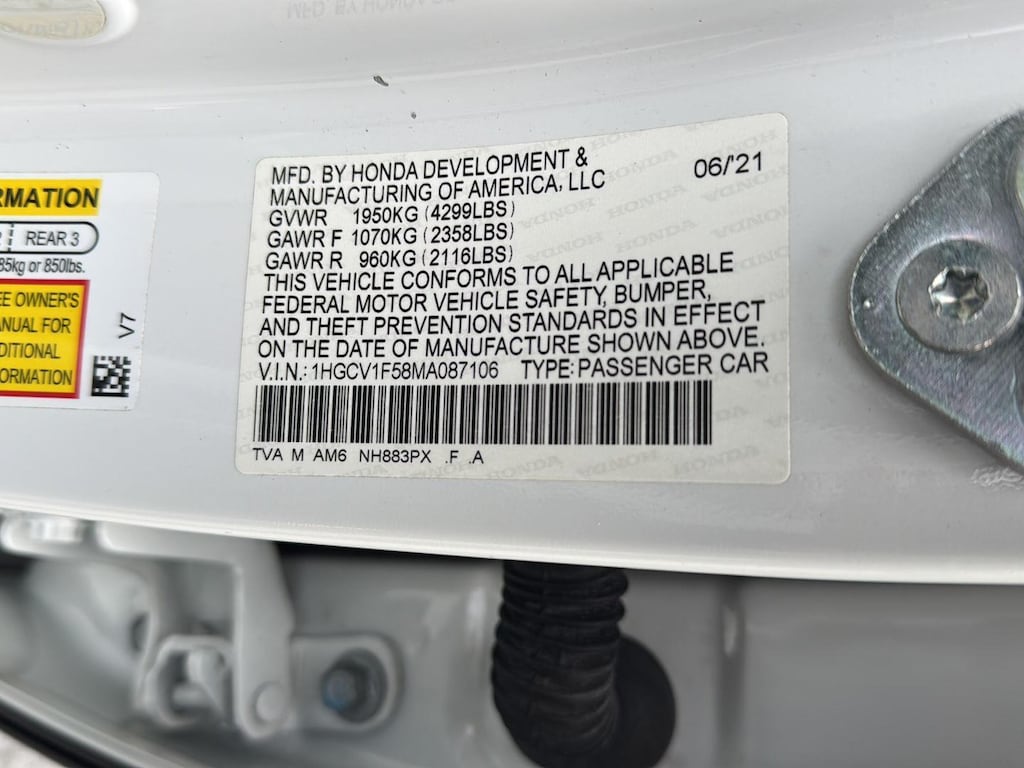 RMATION
REAR 3
85kg or 850lbs.
EE OWNER'S
ANUAL FOR
DITIONAL
FORMATION
V7
MFD. BY HONDA DEVELOPMENT &
MANUFACTURING OF AMERICA, LLC
06/'21
GVWR 1950KG (4299LBS)
GAWR F 1070KG (2358LBS)
GAWR R 960KG (2116LBS)
THIS VEHICLE CONFORMS TO ALL APPLICABLE
FEDERAL MOTOR VEHICLE SAFETY, BUMPER,
AND THEFT PREVENTION STANDARDS IN EFFECT
ON THE DATE OF MANUFACTURE SHOWN ABOVE.
V.I.N.: 1HGCV1F58MA087106 TYPE: PASSENGER CAR
TVA M AM6 NH883PX .F .A